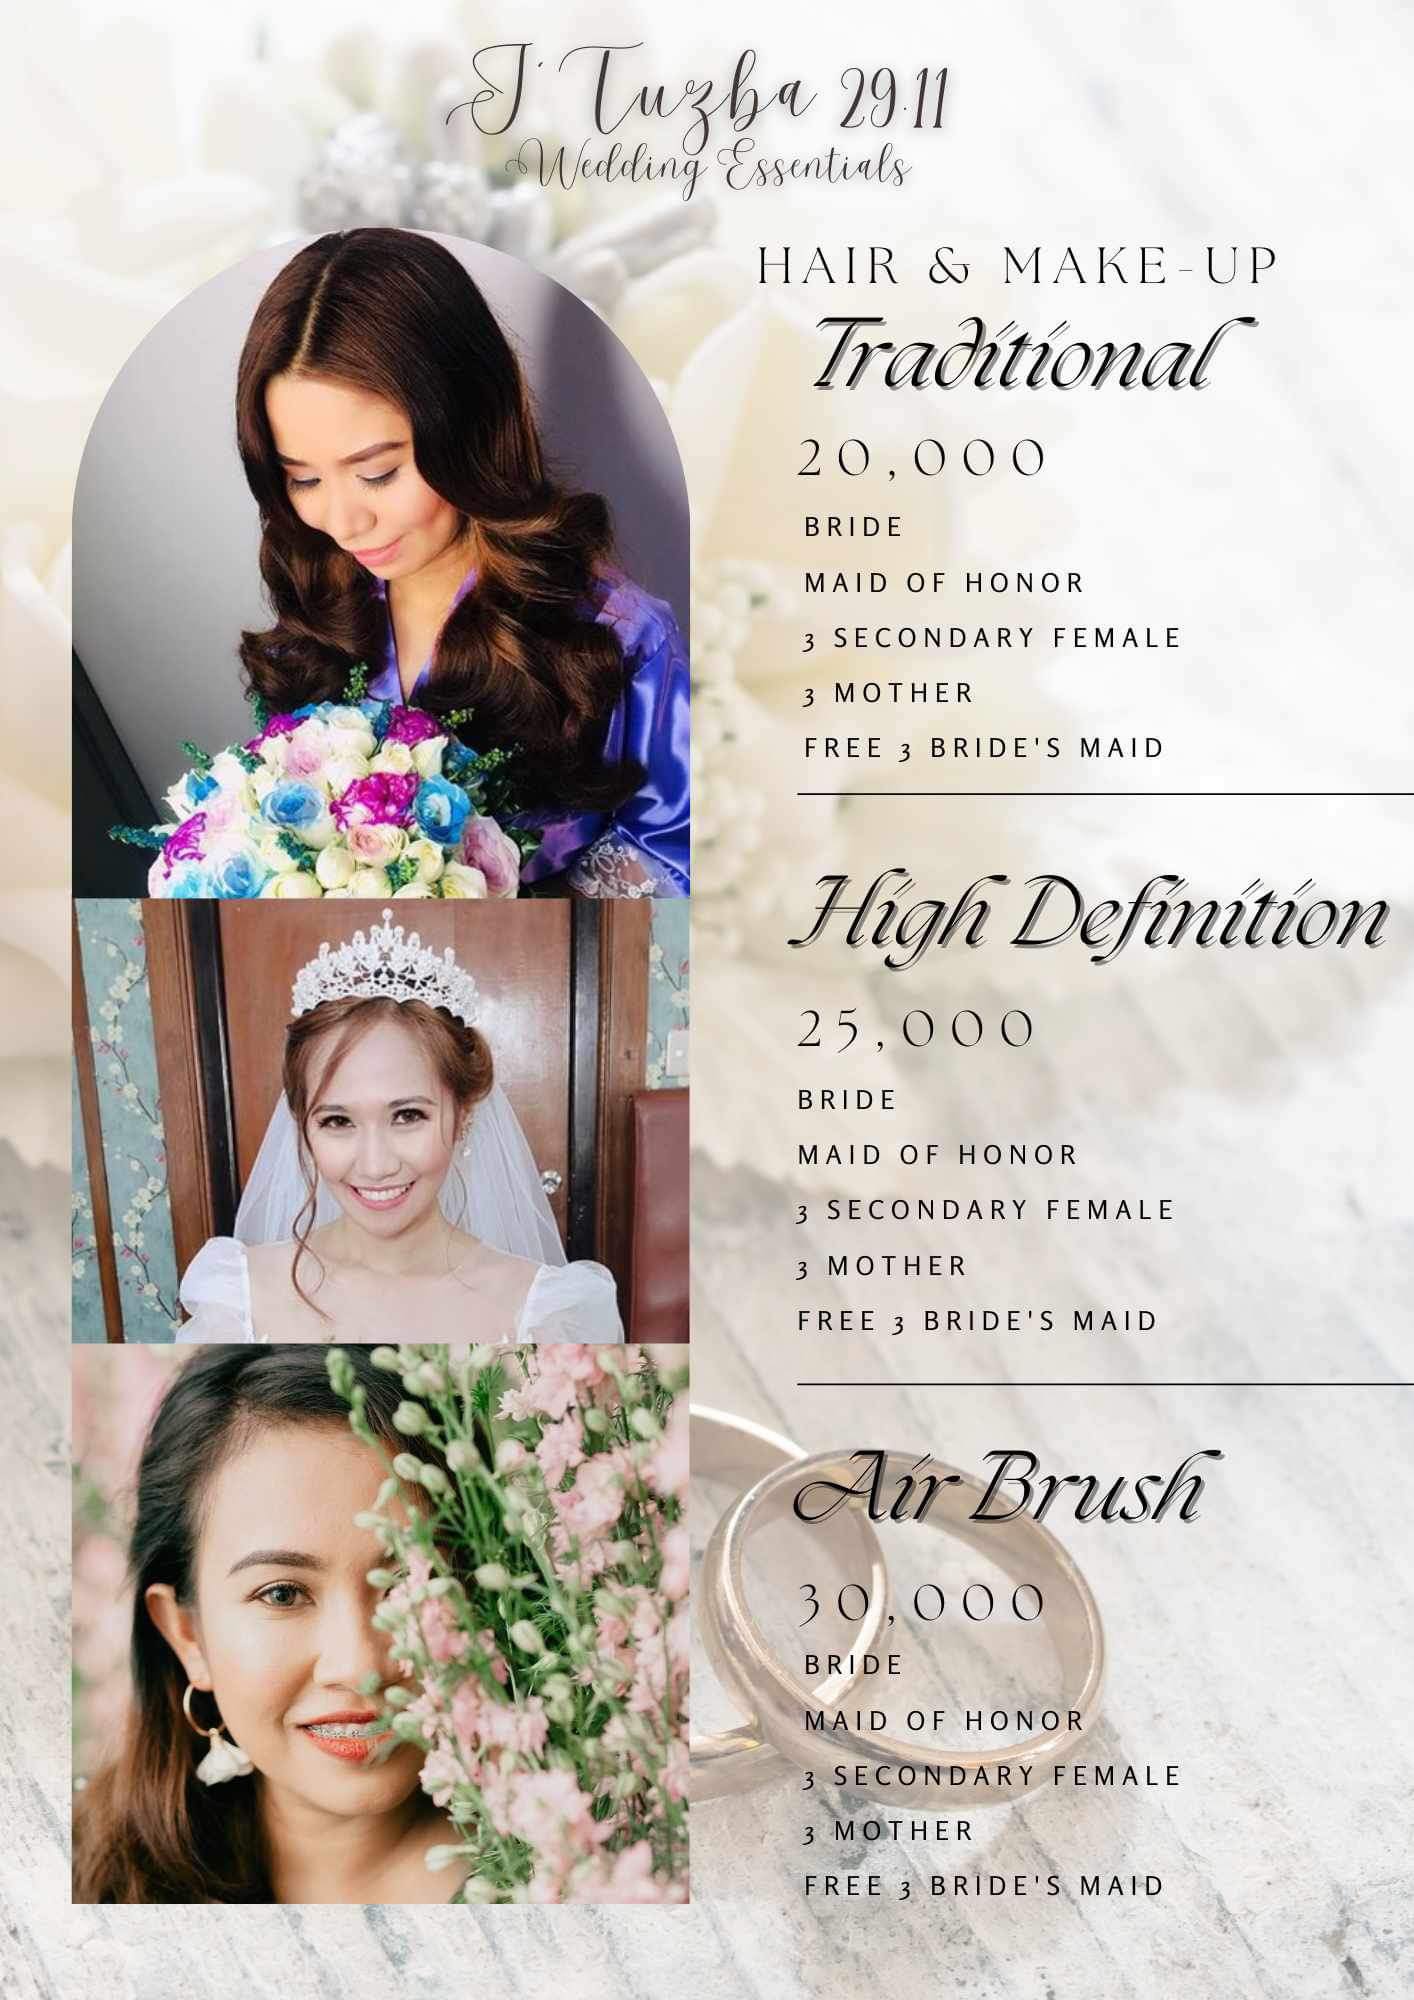 J' Tuzba 29.11
Wedding Essentials
HAIR & MAKE-UP
Traditional
20,000
BRIDE
MAID OF HONOR
3 SECONDARY FEMALE
3 MOTHER
FREE 3 BRIDE'S MAID
High Definition
25,000
BRIDE
MAID OF HONOR
3 SECONDARY FEMALE
3 MOTHER
FREE 3 BRIDE'S MAID
Air Brush
30,000
BRIDE
MAID OF HONOR
3 SECONDARY FEMALE
3 MOTHER
FREE 3 BRIDE'S MAID